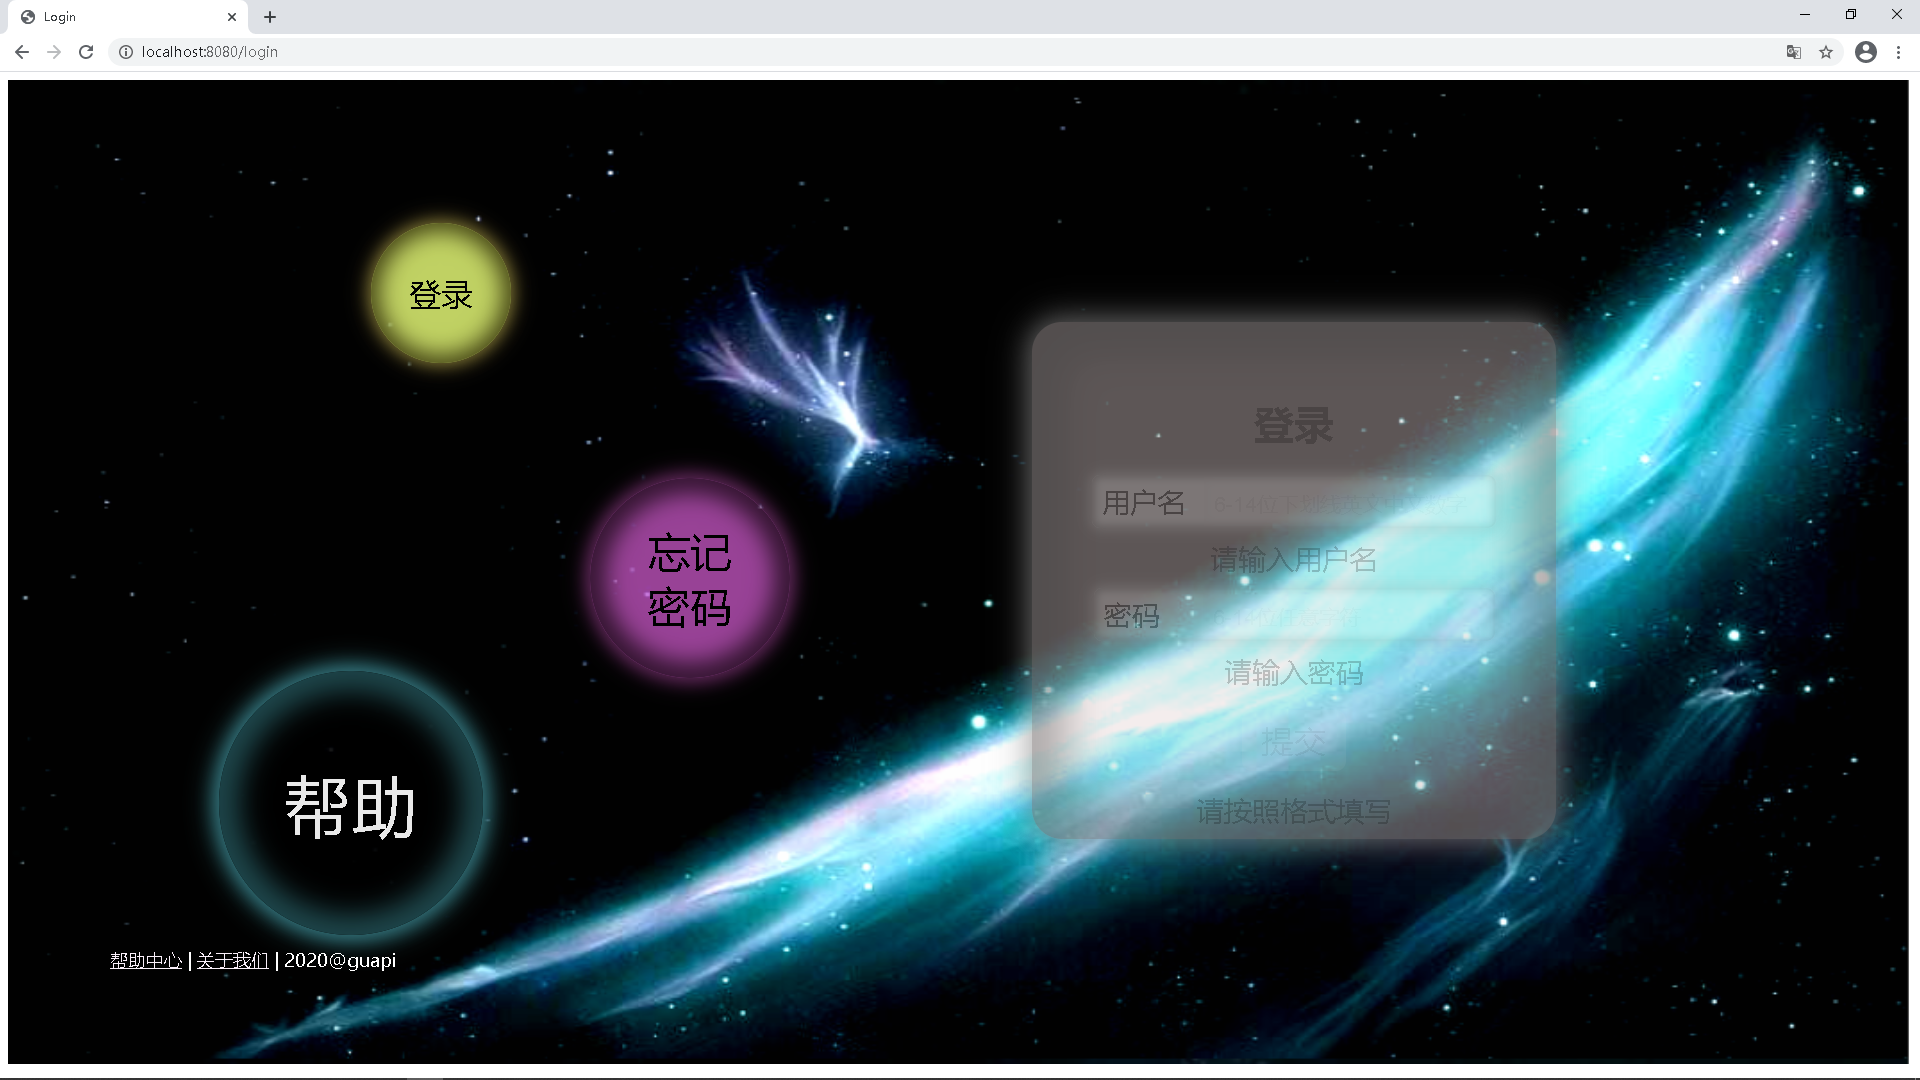 Login
localhost:8080/login
登录
忘记
密码
帮助
登录
用户名
请输入用户名
密码
请输入密码
提交
请按照格式填写
帮助中心 | 关于我们 | 2020@guapi